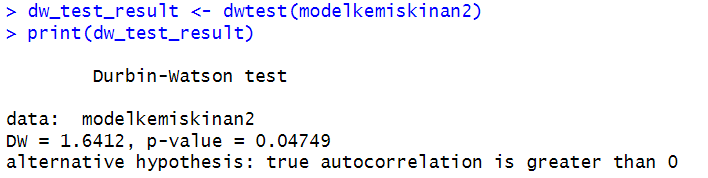 > dw_test_result <- dwtest(modelkemiskinan2)
> print(dw_test_result)
Durbin-Watson test
data:  modelkemiskinan2
DW = 1.6412, p-value = 0.04749
alternative hypothesis: true autocorrelation is greater than 0